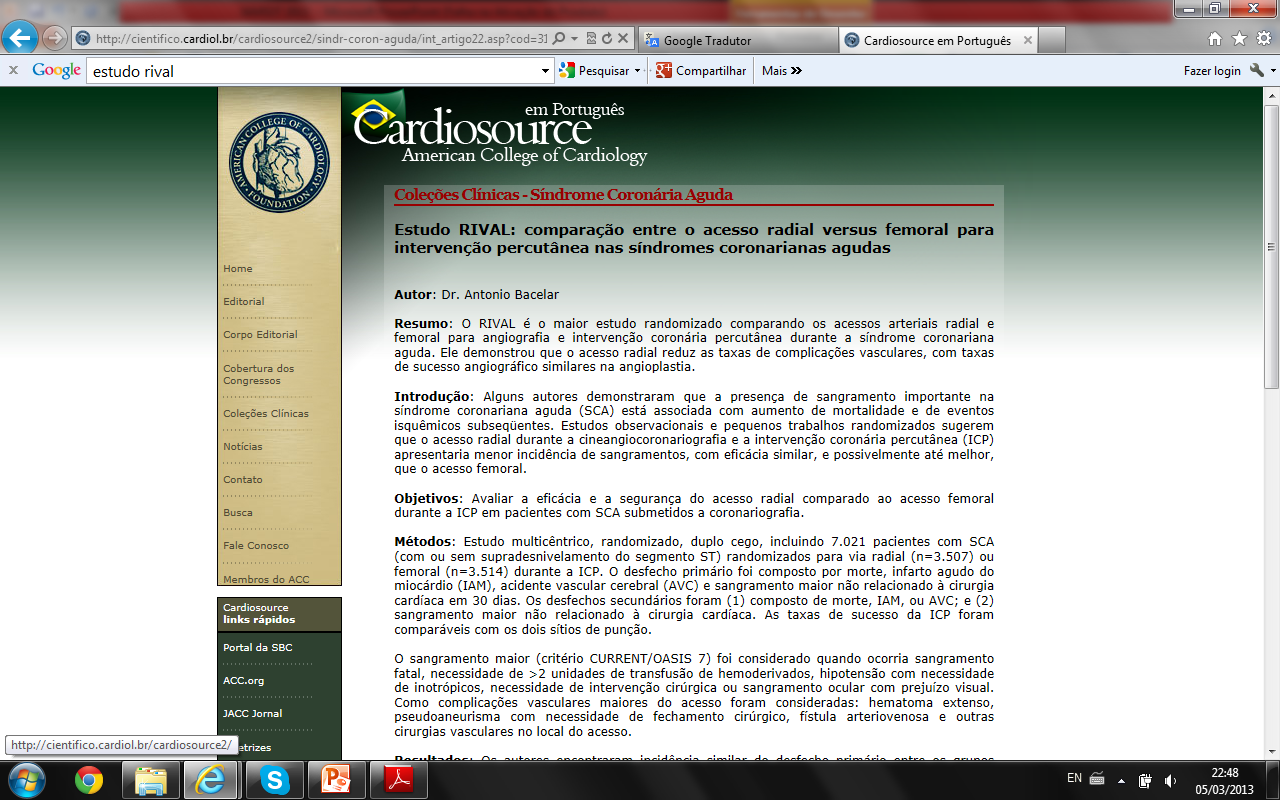 http://cientifico.cardiol.br/cardiosource2/sindr-coron-aguda/int_artigo22.asp?cod=31
Google Tradutor
Cardiosource em Português
x Google estudo rival
Pesquisar
Compartilhar
Mais »
Fazer login
AMERICAN COLLEGE OF CARDIOLOGY
FOUNDATION
em Português
Cardiosource
American College of Cardiology
Home
Editorial
Corpo Editorial
Cobertura dos
Congressos
Coleções Clínicas
Notícias
Contato
Busca
Fale Conosco
Membros do ACC
Cardiosource
links rápidos
Portal da SBC
ACC.org
JACC Jornal
etrizes
Coleções Clínicas - Síndrome Coronária Aguda
Estudo RIVAL: comparação entre o acesso radial versus femoral para
intervenção percutânea nas síndromes coronarianas agudas
Autor: Dr. Antonio Bacelar
Resumo: O RIVAL é o maior estudo randomizado comparando os acessos arteriais radial e
femoral para angiografia e intervenção coronária percutânea durante a síndrome coronariana
aguda. Ele demonstrou que o acesso radial reduz as taxas de complicações vasculares, com taxas
de sucesso angiográfico similares na angioplastia.
Introdução: Alguns autores demonstraram que a presença de sangramento importante na
síndrome coronariana aguda (SCA) está associada com aumento de mortalidade e de eventos
isquêmicos subseqüentes. Estudos observacionais e pequenos trabalhos randomizados sugerem
que o acesso radial durante a cineangiocoronariografia e a intervenção coronária percutânea (ICP)
apresentaria menor incidência de sangramentos, com eficácia similar, e possivelmente até melhor,
que o acesso femoral.
Objetivos: Avaliar a eficácia e a segurança do acesso radial comparado ao acesso femoral
durante a ICP em pacientes com SCA submetidos a coronariografia.
Métodos: Estudo multicêntrico, randomizado, duplo cego, incluindo 7.021 pacientes com SCA
(com ou sem supradesnivelamento do segmento ST) randomizados para via radial (n=3.507) ou
femoral (n=3.514) durante a ICP. O desfecho primário foi composto por morte, infarto agudo do
miocárdio (IAM), acidente vascular cerebral (AVC) e sangramento maior não relacionado à cirurgia
cardíaca em 30 dias. Os desfechos secundários foram (1) composto de morte, IAM, ou AVC; e (2)
sangramento maior não relacionado à cirurgia cardíaca. As taxas de sucesso da ICP foram
comparáveis com os dois sítios de punção.
O sangramento maior (critério CURRENT/OASIS 7) foi considerado quando ocorria sangramento
fatal, necessidade de >2 unidades de transfusão de hemoderivados, hipotensão com necessidade
de inotrópicos, necessidade de intervenção cirúrgica ou sangramento ocular com prejuízo visual.
Como complicações vasculares maiores do acesso foram consideradas: hematoma extenso,
pseudoaneurisma com necessidade de fechamento cirúrgico, fístula arteriovenosa e outras
cirurgias vasculares no local do acesso.
Resultados: Os autores encontraram incidência similar do desfecho primário entre os grupos
http://cientifico.cardiol.br/cardiosource2/
EN
22:48
05/03/2013